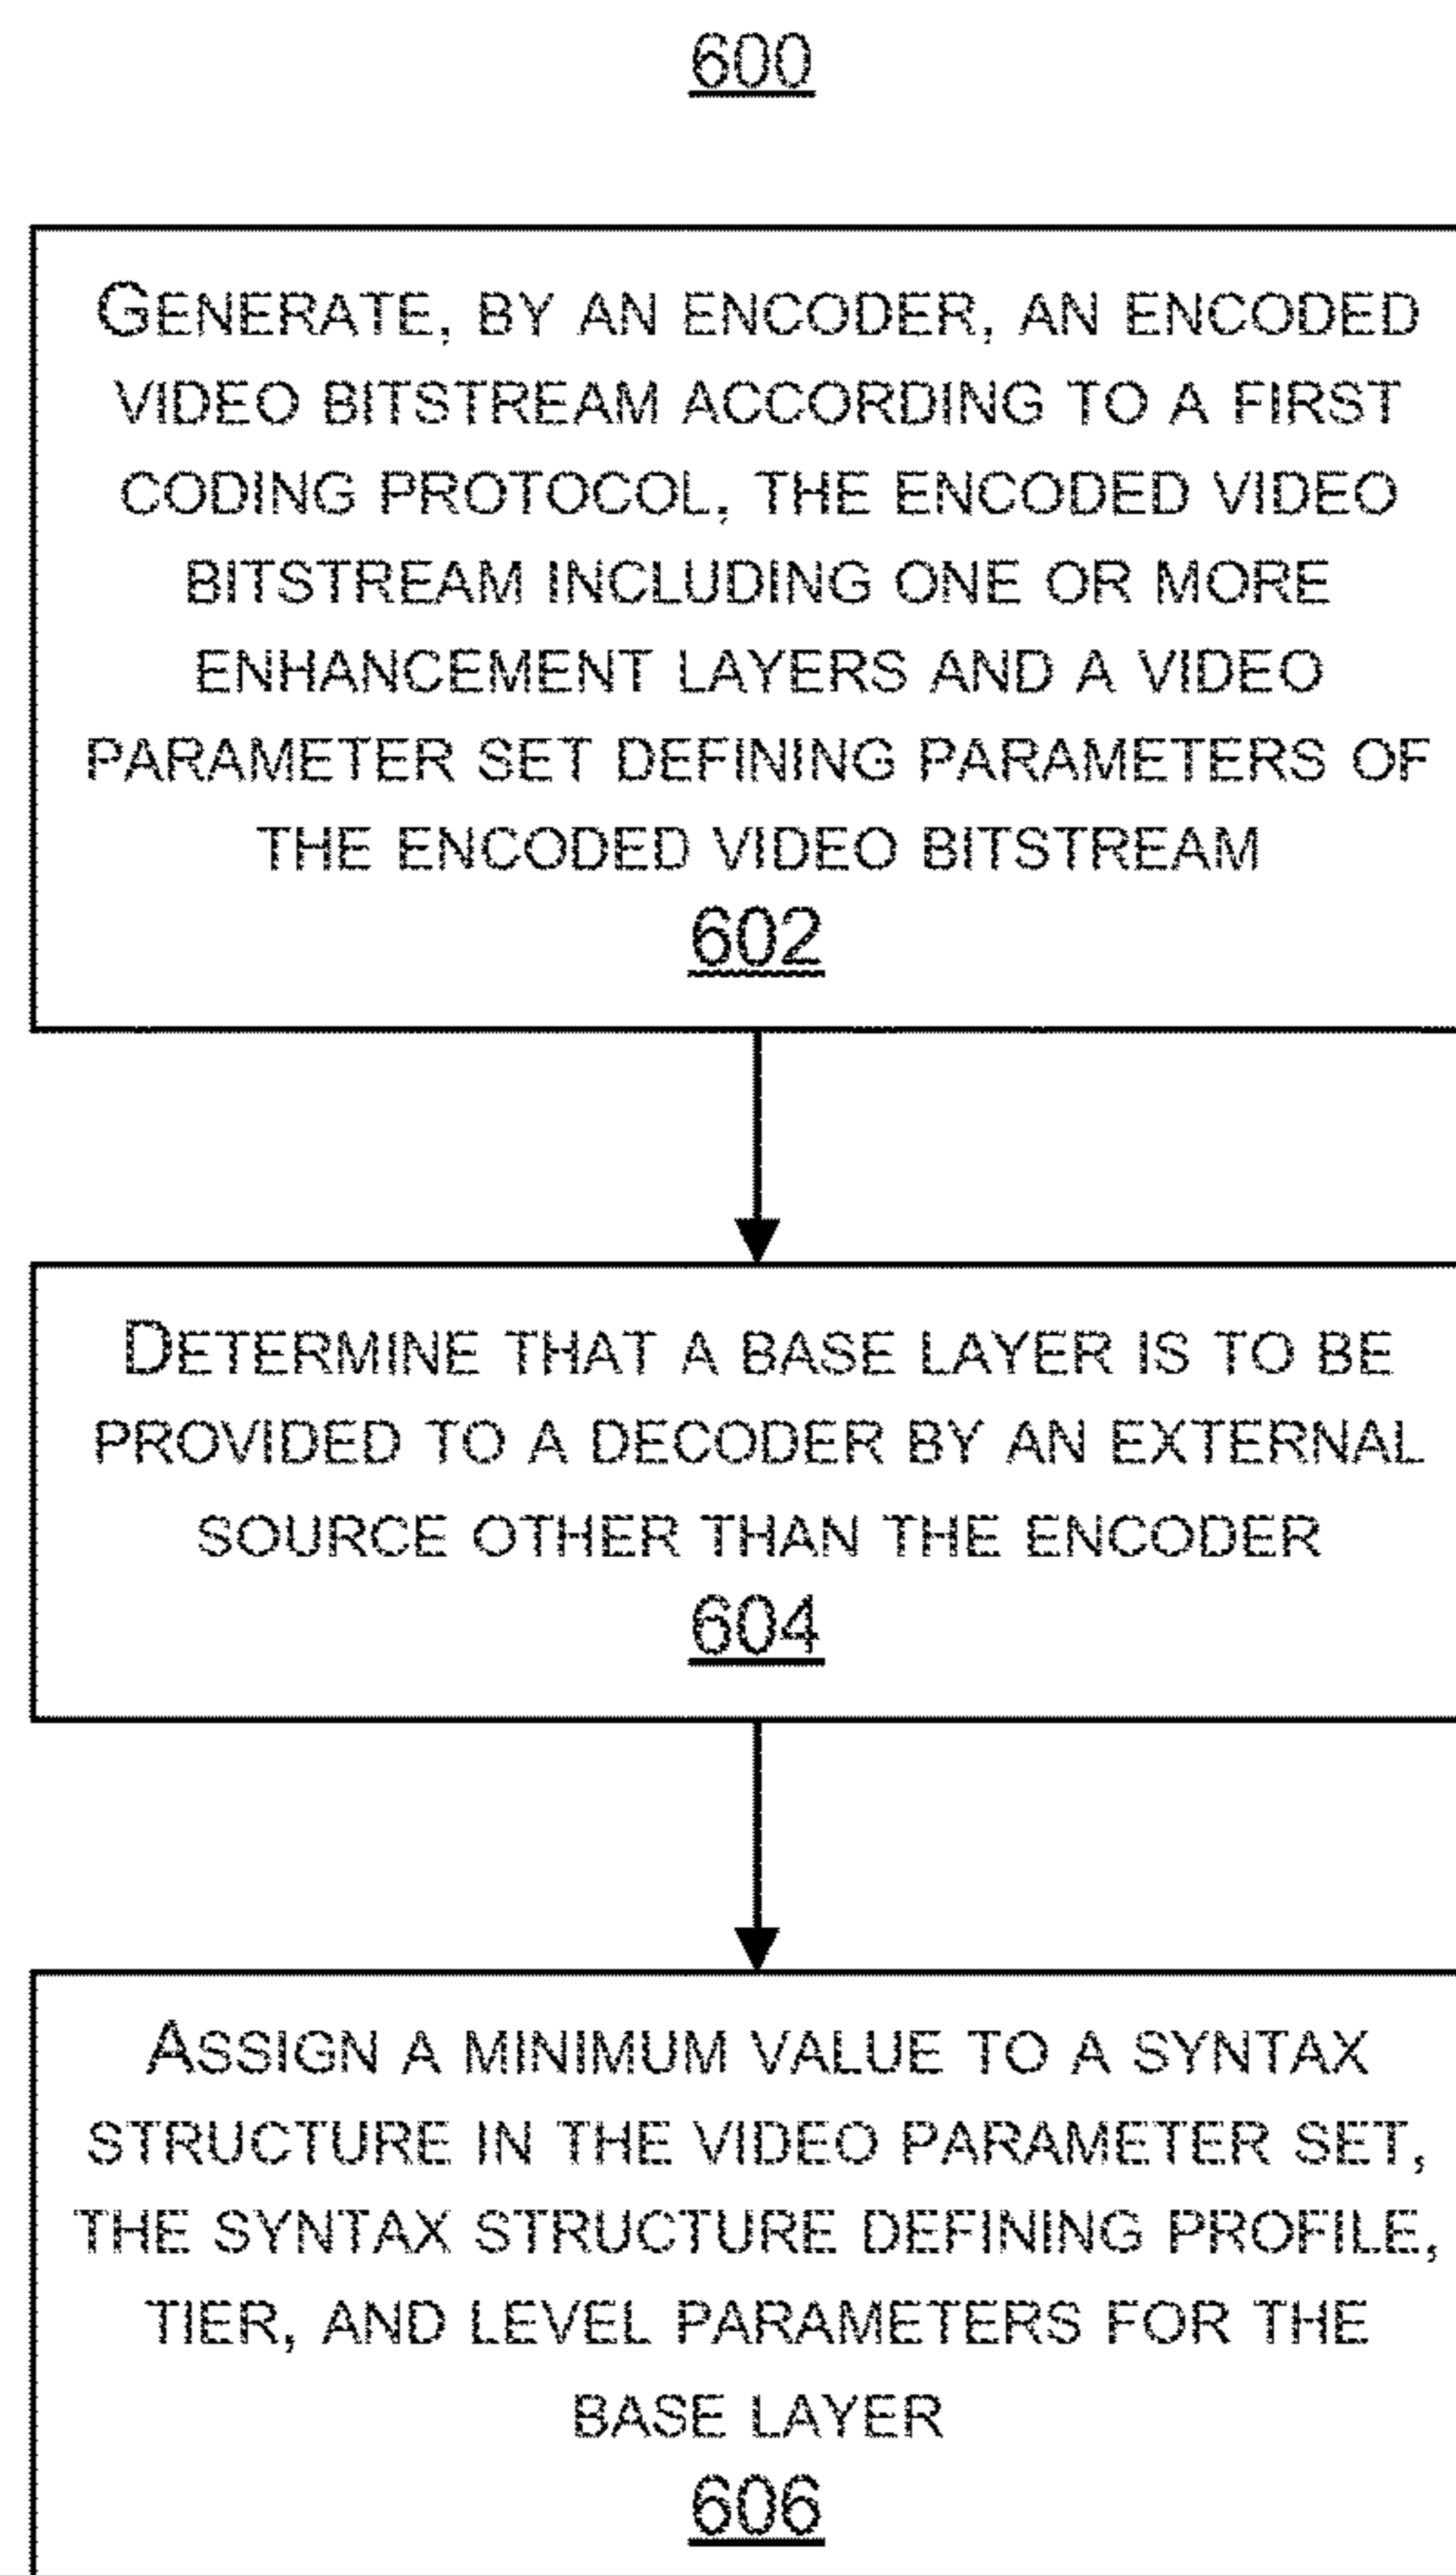 600
GENERATE, BY AN ENCODER, AN ENCODED
VIDEO BITSTREAM ACCORDING TO A FIRST
CODING PROTOCOL, THE ENCODED VIDEO
BITSTREAM INCLUDING ONE OR MORE
ENHANCEMENT LAYERS AND A VIDEO
PARAMETER SET DEFINING PARAMETERS OF
THE ENCODED VIDEO BITSTREAM
602
DETERMINE THAT A BASE LAYER IS TO BE
PROVIDED TO A DECODER BY AN EXTERNAL
SOURCE OTHER THAN THE ENCODER
604
ASSIGN A MINIMUM VALUE TO A SYNTAX
STRUCTURE IN THE VIDEO PARAMETER SET,
THE SYNTAX STRUCTURE DEFINING PROFILE,
TIER, AND LEVEL PARAMETERS FOR THE
BASE LAYER
606